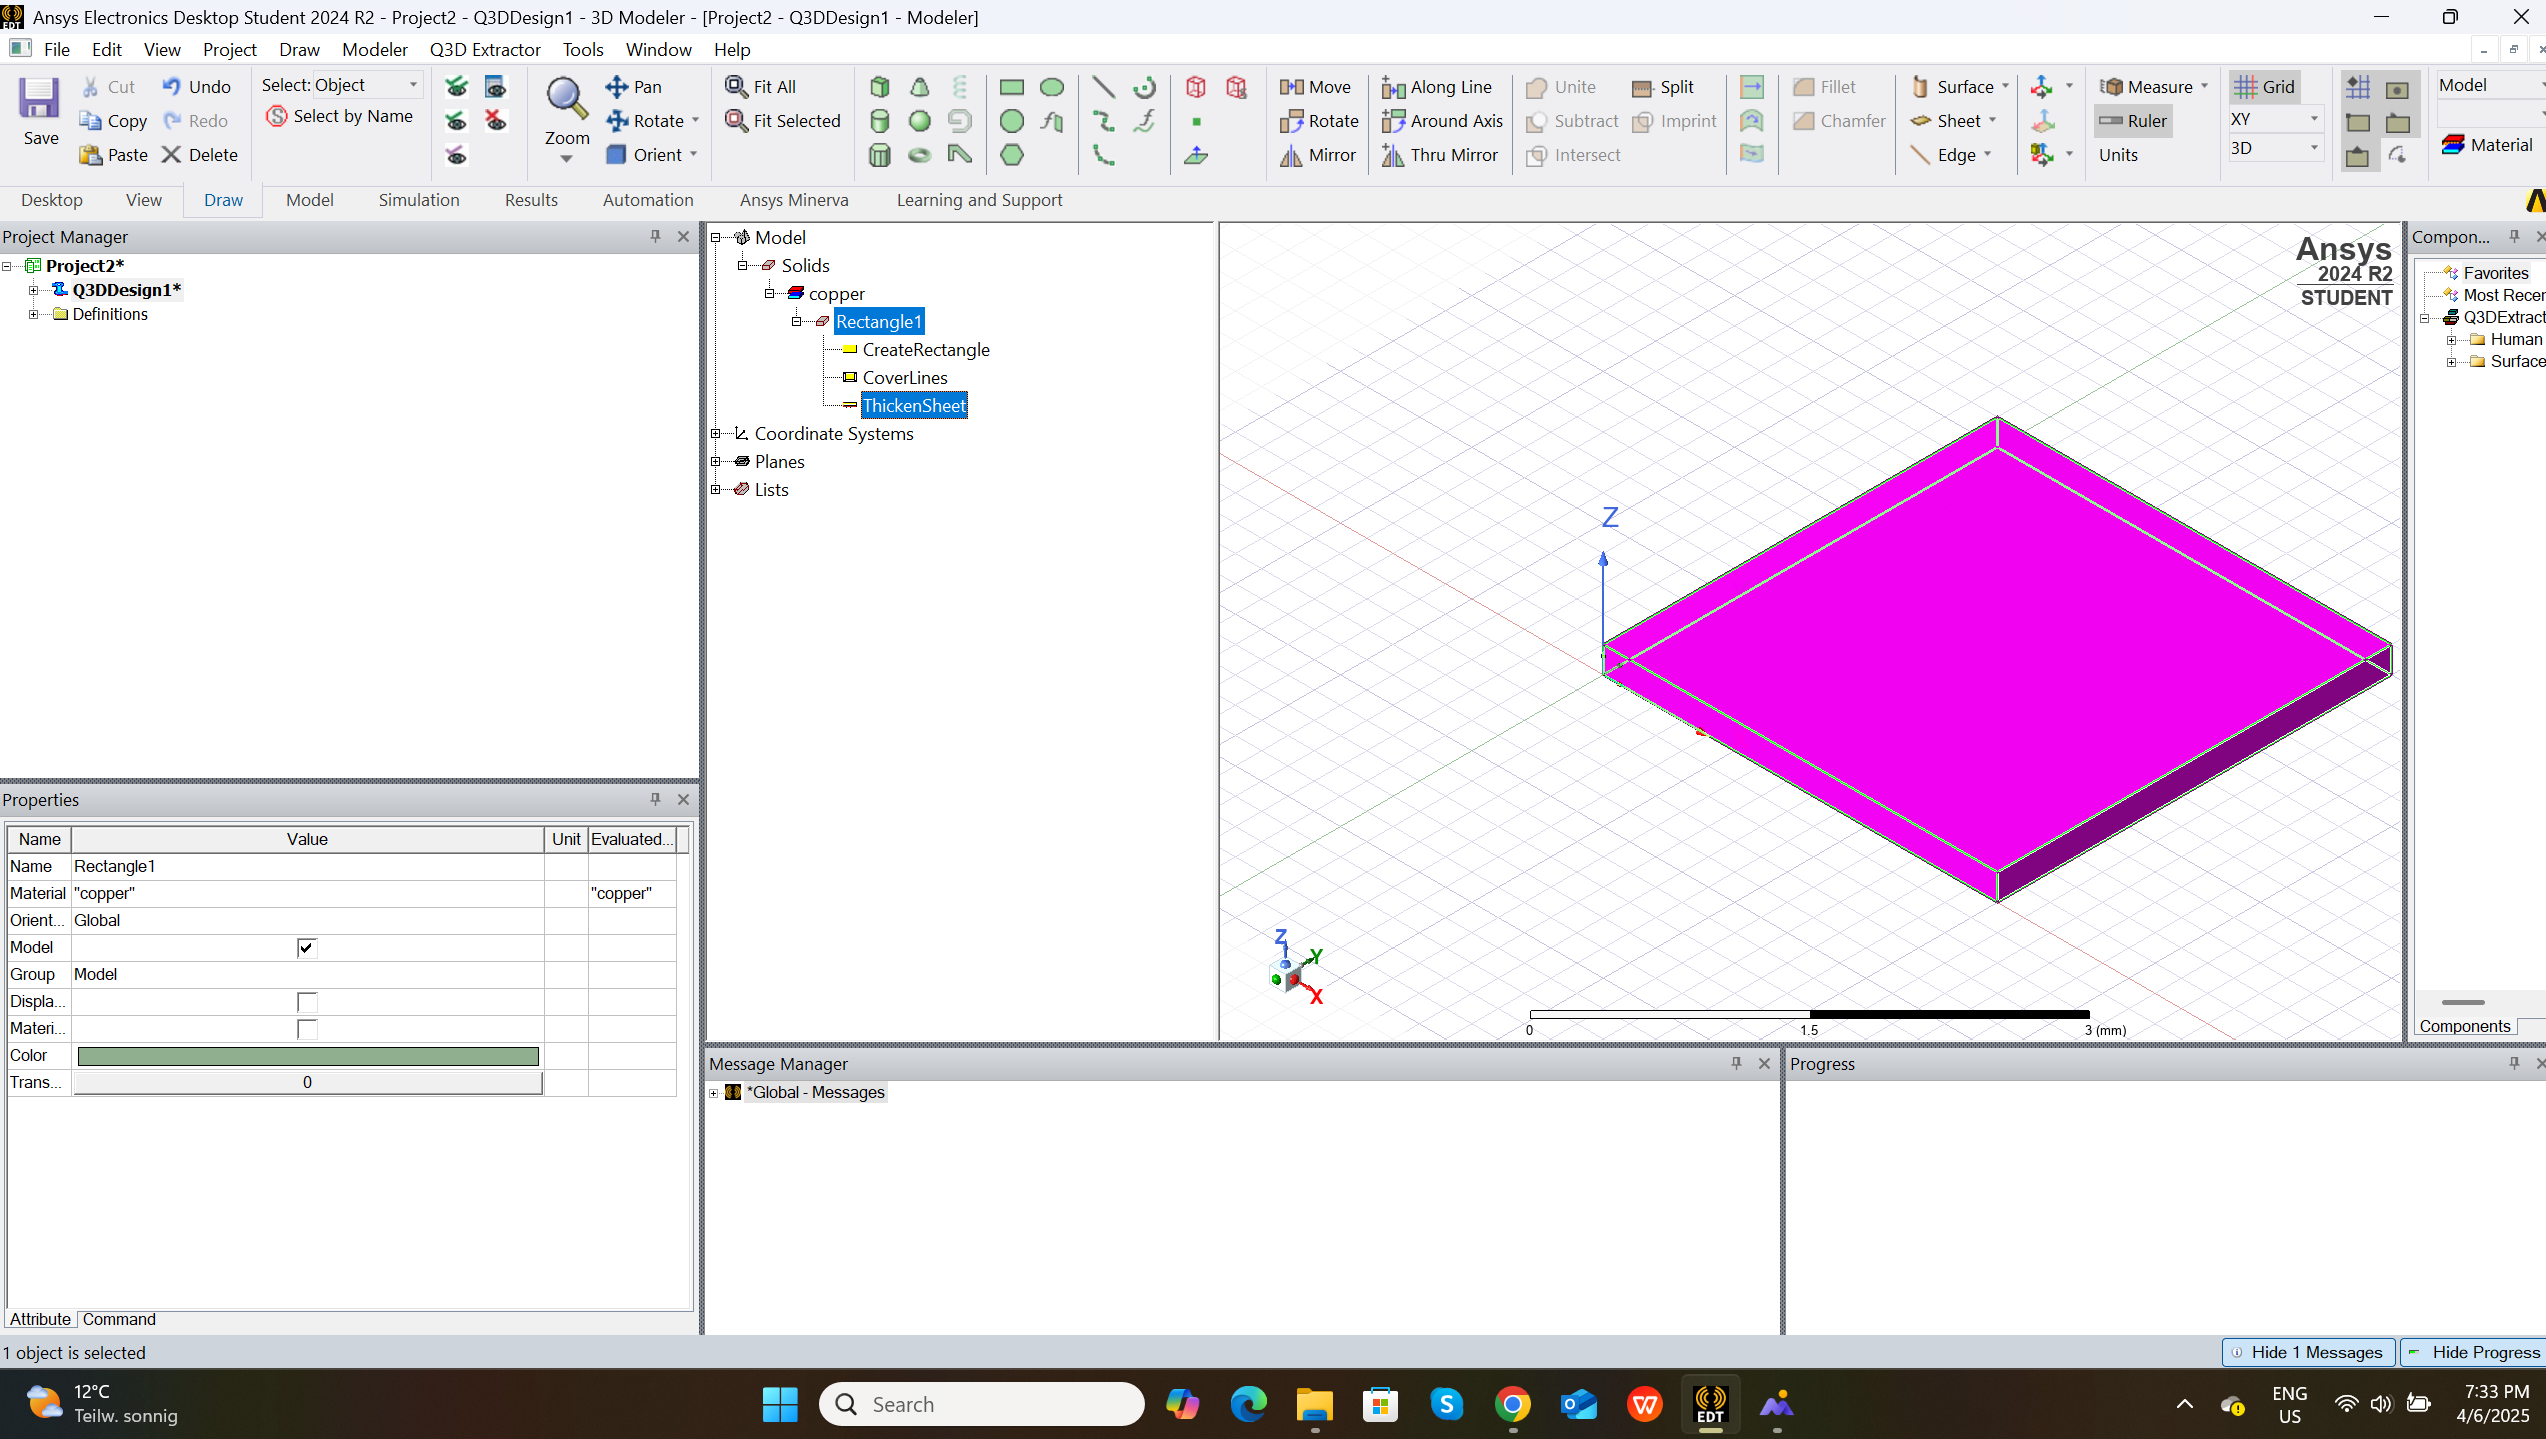 Ansys Electronics Desktop Student 2024 R2 - Project2 - Q3DDesign1 - 3D Modeler - [Project2 - Q3DDesign1 - Modeler]
File Edit View Project Draw Modeler Q3D Extractor Tools Window Help
Save
Cut
Copy
Paste
Undo
Redo
Delete
Select: Object
Select by Name
Zoom
Pan
Rotate
Orient
Fit All
Fit Selected
Move
Rotate
Mirror
Along Line
Around Axis
Thru Mirror
Unite
Subtract
Intersect
Split
Imprint
Fillet
Chamfer
Surface
Sheet
Edge
Measure
Ruler
Units
Grid
XY
3D
Model
Material
Desktop View Draw Model Simulation Results Automation Ansys Minerva Learning and Support
Project Manager
Project2*
Q3DDesign1*
Definitions
Model
Solids
copper
Rectangle1
CreateRectangle
CoverLines
ThickenSheet
Coordinate Systems
Planes
Lists
Ansys
2024 R2
STUDENT
Z
Z
Y
X
0 1.5 3 (mm)
Compon...
Favorites
Most Recen
Q3DExtract
Human
Surface
Components
Properties
Name Value Unit Evaluated...
Name Rectangle1
Material "copper" "copper"
Orient... Global
Model
Group Model
Displa...
Materi...
Color
Trans... 0
Attribute Command
Message Manager
*Global - Messages
Progress
1 object is selected
Hide 1 Messages
Hide Progress
12°C
Teilw. sonnig
Search
EDT
ENG
US
7:33 PM
4/6/2025